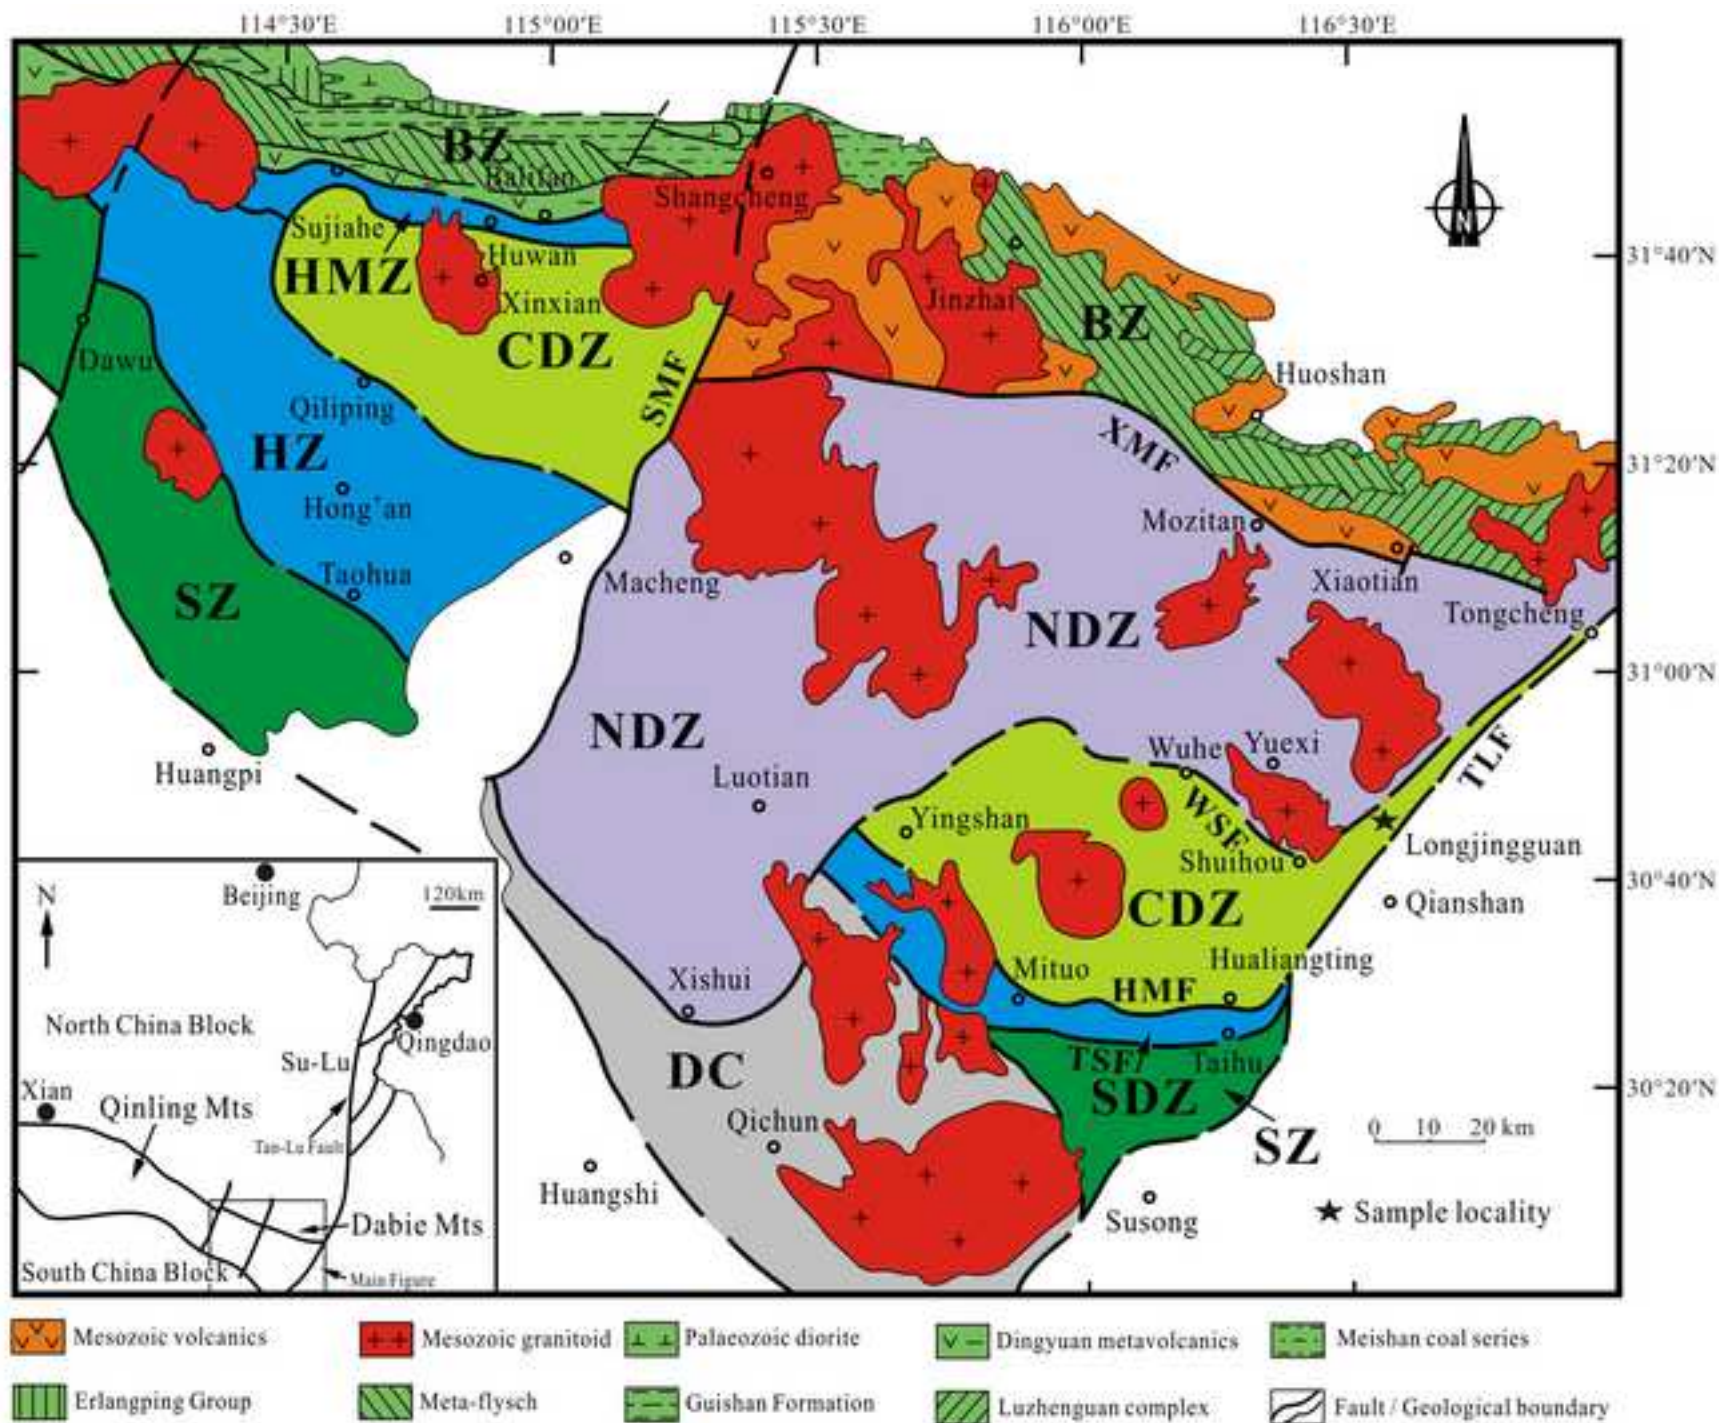 114°30′E 115°00′E 115°30′E 116°00′E 116°30′E
BZ
Balifan
Shangcheng
N
Sujiahe
Huwan
31°40′N
HMZ
Xinxian
Jinzhai
BZ
CDZ
Dawu
SMF
Huoshan
Qiliping
XMF
HZ
31°20′N
Hong'an
Mozitan
Taohua
Macheng
Xiaotian
SZ
NDZ
Tongcheng
31°00′N
NDZ
Wuhe
Yuexi
TLF
Huangpi
Luotian
Yingshan
WSF
Longjingguan
Shuihou
30°40′N
CDZ
Qianshan
Xishui
Mituo
Hualiangting
HMF
DC
TSF
Taihu
SDZ
30°20′N
Qichun
SZ
0 10 20 km
Huangshi
Susong
Sample locality
N
Beijing
120km
North China Block
Qingdao
Su-Lu
Xian
Qinling Mts
Tan-Lu Fault
Dabie Mts
South China Block
Main Figure
Mesozoic volcanics
Mesozoic granitoid
Palaeozoic diorite
Dingyuan metavolcanics
Meishan coal series
Erlangping Group
Meta-flysch
Guishan Formation
Luzhenguan complex
Fault / Geological boundary